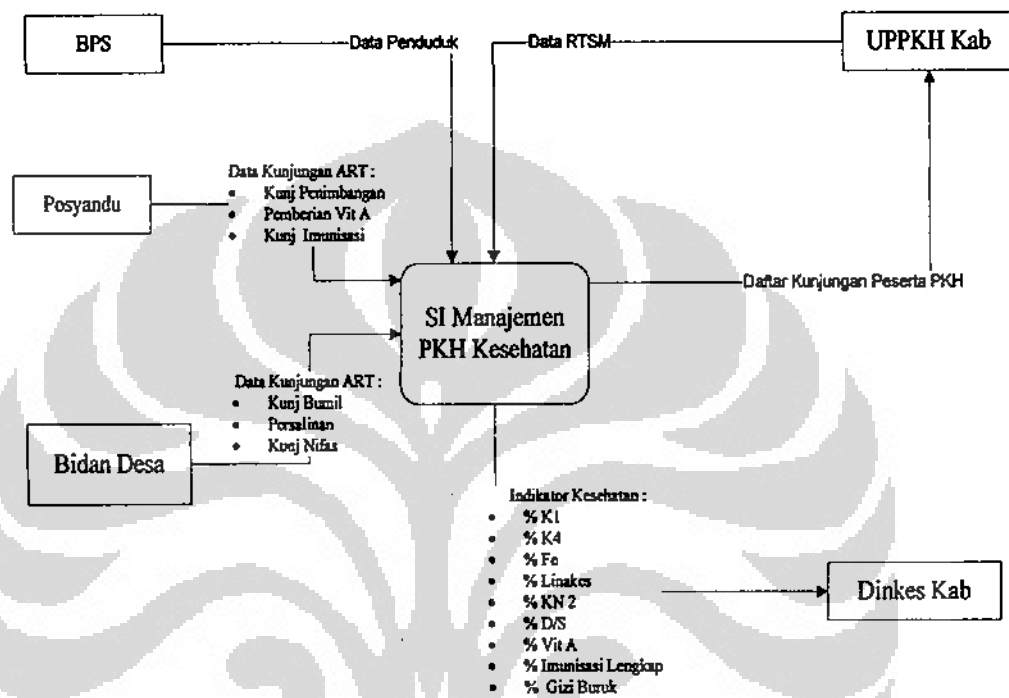 BPS
Data Penduduk
Data RTSM
UPPKH Kab
Posyandu
Data Kunjungan ART :
• Kunj Penimbangan
• Pemberian Vit A
• Kunj Imunisasi
SI Manajemen
PKH Kesehatan
Daftar Kunjungan Peserta PKH
Data Kunjungan ART :
• Kunj Bumil
• Persalinan
• Kunj Nifas
Bidan Desa
Indikator Kesehatan :
• % K1
• % K4
• % Fe
• % Linakes
• % KN 2
• % D/S
• % Vit A
• % Imunisasi Lengkap
• % Gizi Buruk
Dinkes Kab